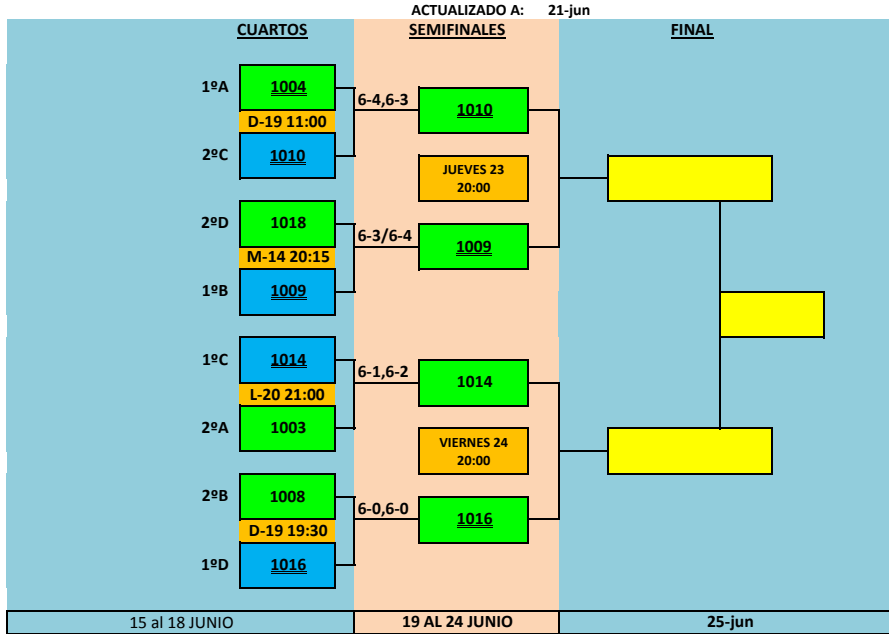 ACTUALIZADO A: 21-jun
CUARTOS SEMIFINALES FINAL
1ºA 1004
6-4,6-3 1010
D-19 11:00
2ºC 1010
JUEVES 23
20:00
2ºD 1018
6-3/6-4 1009
M-14 20:15
1ºB 1009
1ºC 1014
6-1,6-2 1014
L-20 21:00
2ºA 1003
VIERNES 24
20:00
2ºB 1008
6-0,6-0 1016
D-19 19:30
1ºD 1016
15 al 18 JUNIO 19 AL 24 JUNIO 25-jun